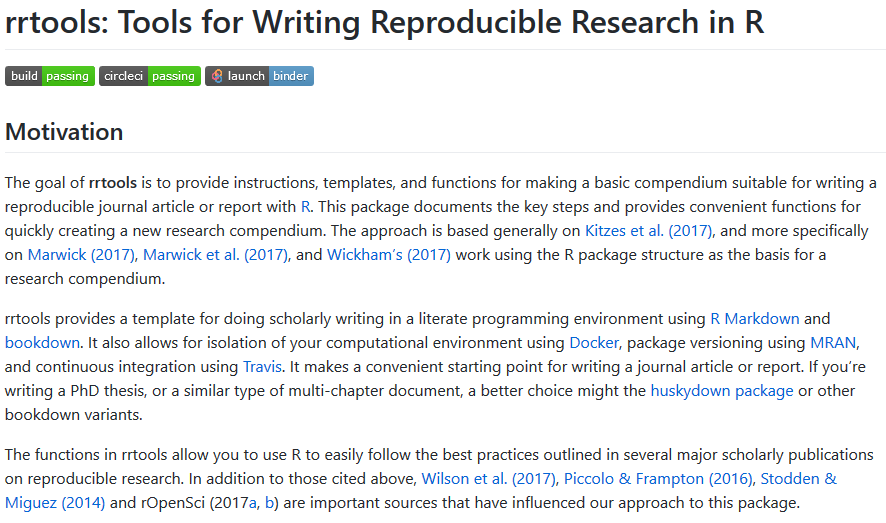 rrtools: Tools for Writing Reproducible Research in R
build passing circleci passing launch binder
Motivation
The goal of rrtools is to provide instructions, templates, and functions for making a basic compendium suitable for writing a
reproducible journal article or report with R. This package documents the key steps and provides convenient functions for
quickly creating a new research compendium. The approach is based generally on Kitzes et al. (2017), and more specifically
on Marwick (2017), Marwick et al. (2017), and Wickham's (2017) work using the R package structure as the basis for a
research compendium.
rrtools provides a template for doing scholarly writing in a literate programming environment using R Markdown and
bookdown. It also allows for isolation of your computational environment using Docker, package versioning using MRAN,
and continuous integration using Travis. It makes a convenient starting point for writing a journal article or report. If you're
writing a PhD thesis, or a similar type of multi-chapter document, a better choice might the huskydown package or other
bookdown variants.
The functions in rrtools allow you to use R to easily follow the best practices outlined in several major scholarly publications
on reproducible research. In addition to those cited above, Wilson et al. (2017), Piccolo & Frampton (2016), Stodden &
Miguez (2014) and rOpenSci (2017a, b) are important sources that have influenced our approach to this package.